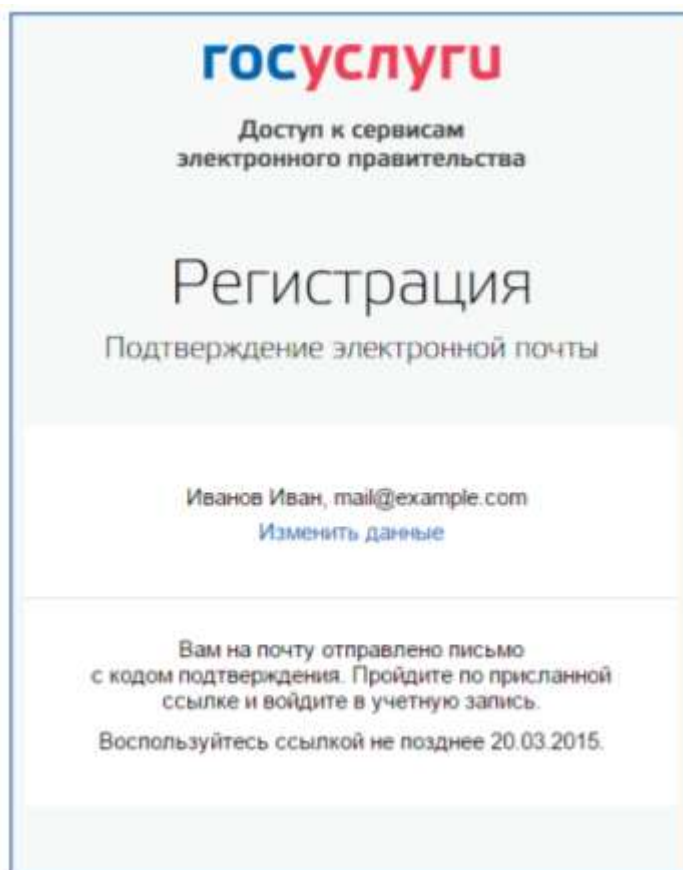 госуслуги
Доступ к сервисам
электронного правительства
Регистрация
Подтверждение электронной почты
Иванов Иван, mail@example.com
Изменить данные
Вам на почту отправлено письмо
с кодом подтверждения. Пройдите по присланной
ссылке и войдите в учетную запись.
Воспользуйтесь ссылкой не позднее 20.03.2015.